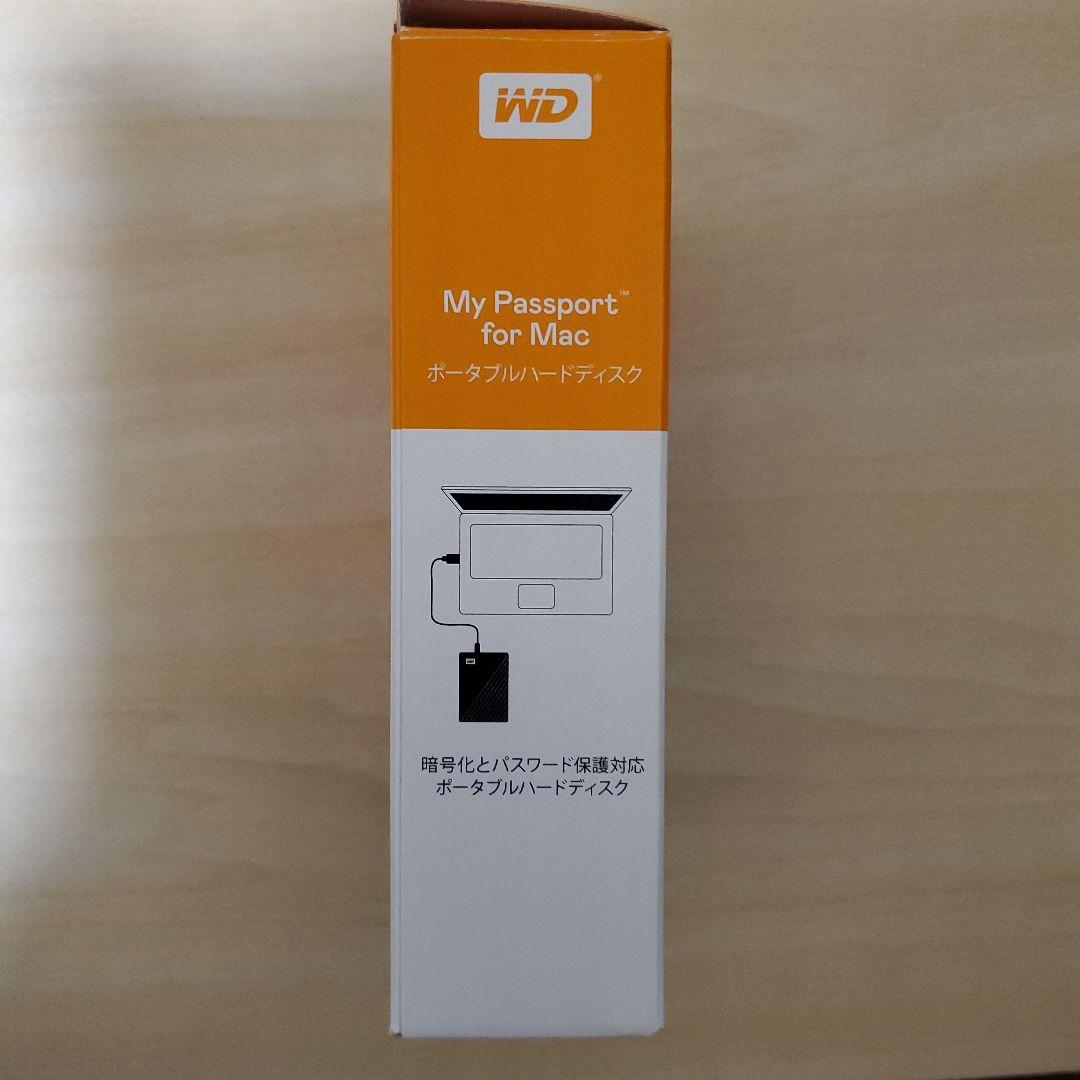 WD®
My Passport™
for Mac
ポータブルハードディスク
WD
暗号化とパスワード保護対応
ポータブルハードディスク